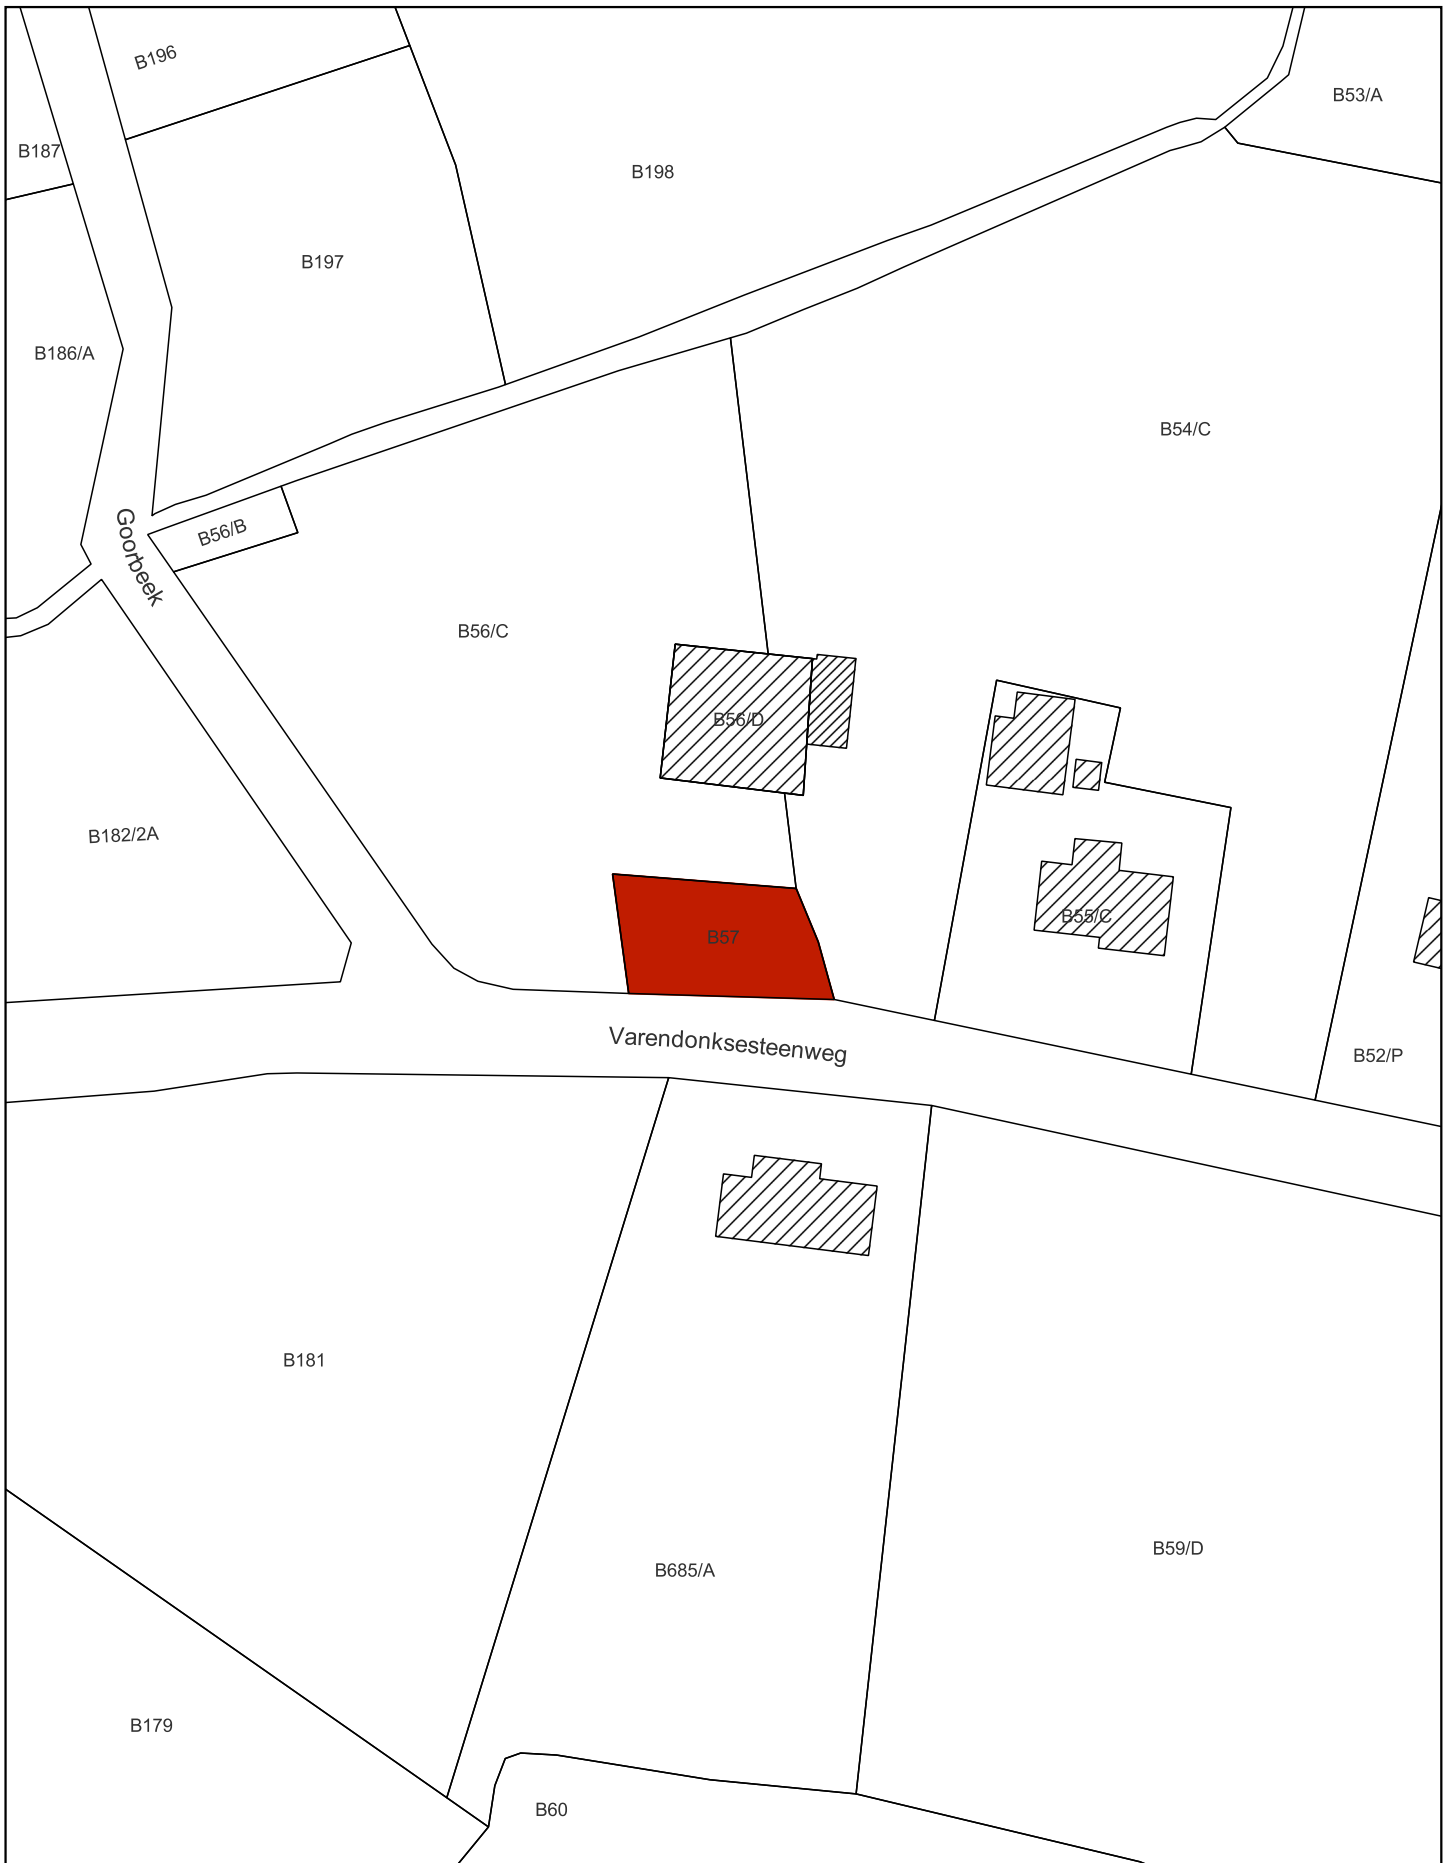 B196
B53/A
B187
B198
B197
B186/A
B54/C
B56/B
Goorbeek
B56/C
B56/D
B182/2A
B55/C
B57
Varendonksesteenweg
B52/P
B181
B59/D
B685/A
B179
B60